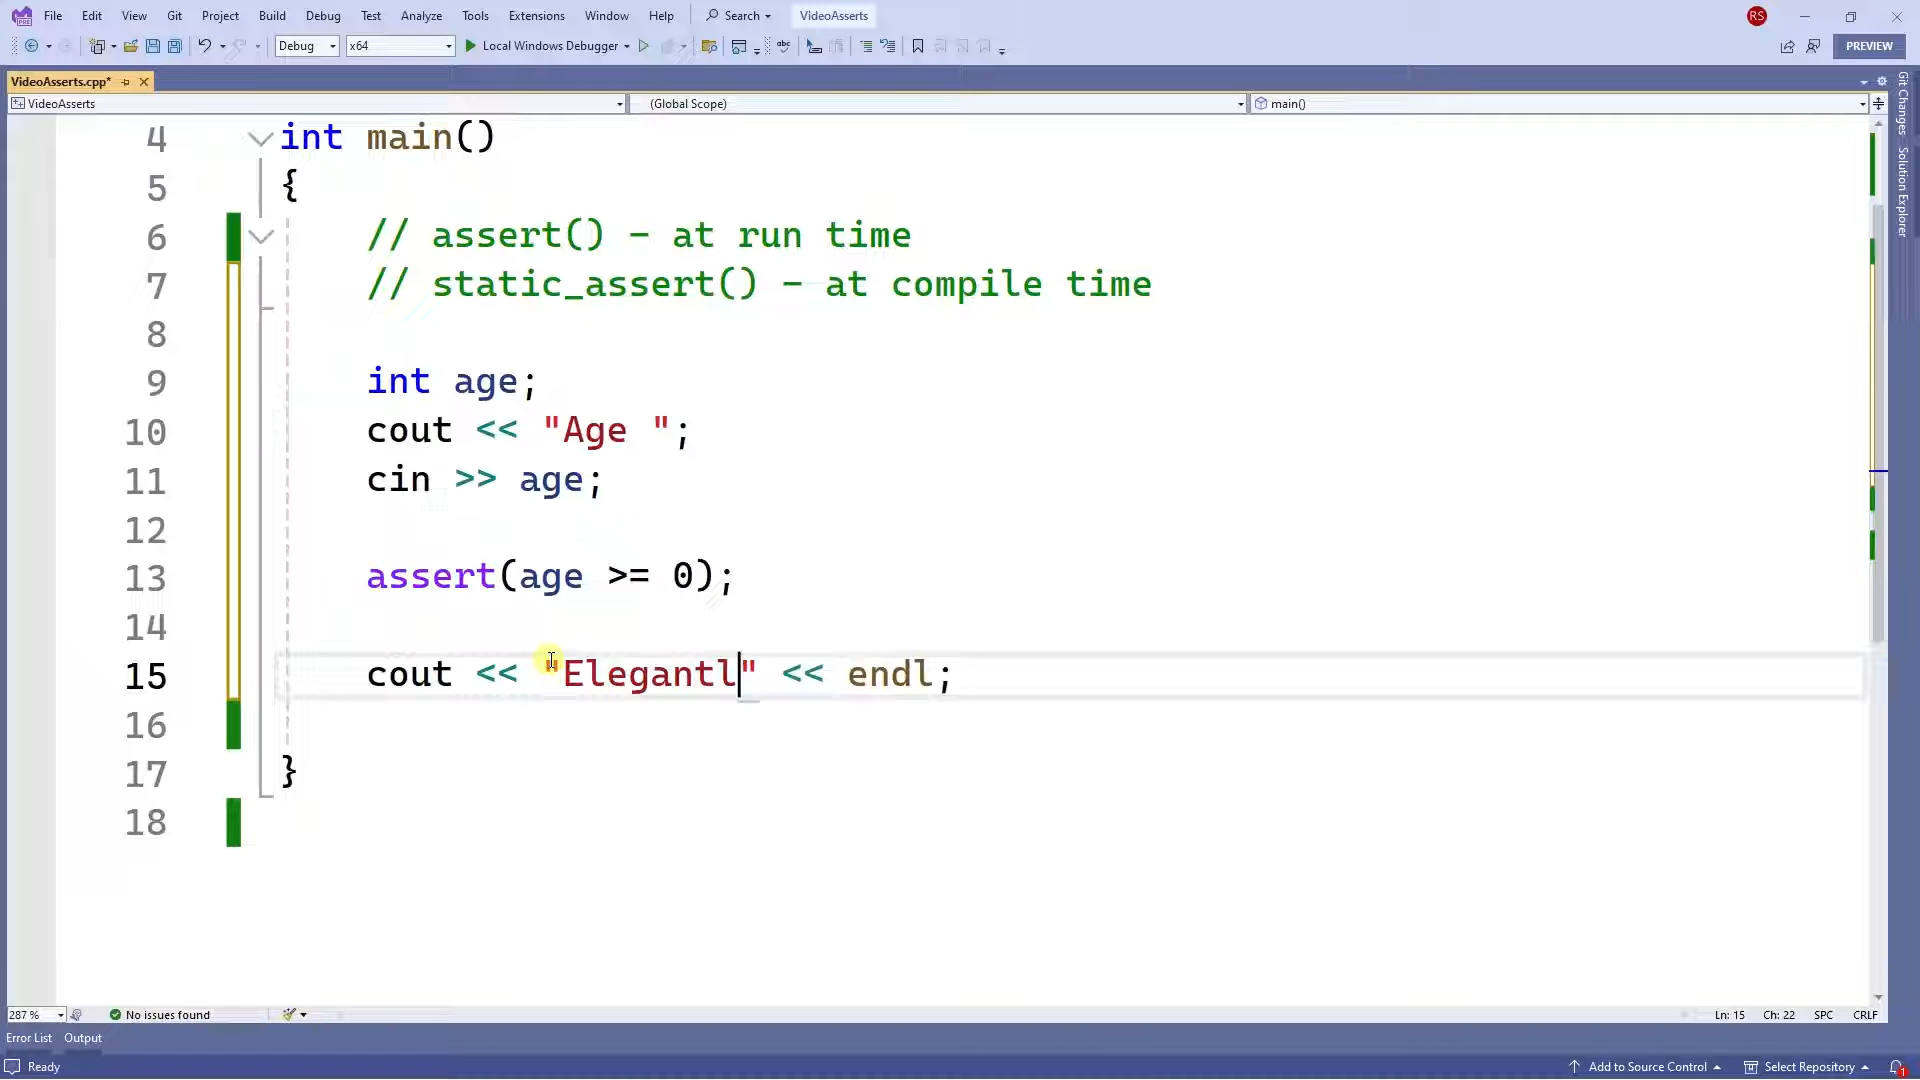 File Edit View Git Project Build Debug Test Analyze Tools Extensions Window Help Search VideoAsserts RS
Debug x64 Local Windows Debugger abc PREVIEW
VideoAsserts.cpp*
VideoAsserts (Global Scope) main()
4 int main()
5 {
6 // assert() - at run time
7 // static_assert() - at compile time
8
9 int age;
10 cout << "Age ";
11 cin >> age;
12
13 assert(age >= 0);
14
15 cout << "Elegantl" << endl;
16
17 }
18
Git Changes
Solution Explorer
287 % No issues found Ln: 15 Ch: 22 SPC CRLF
Error List Output
Ready Add to Source Control Select Repository 1